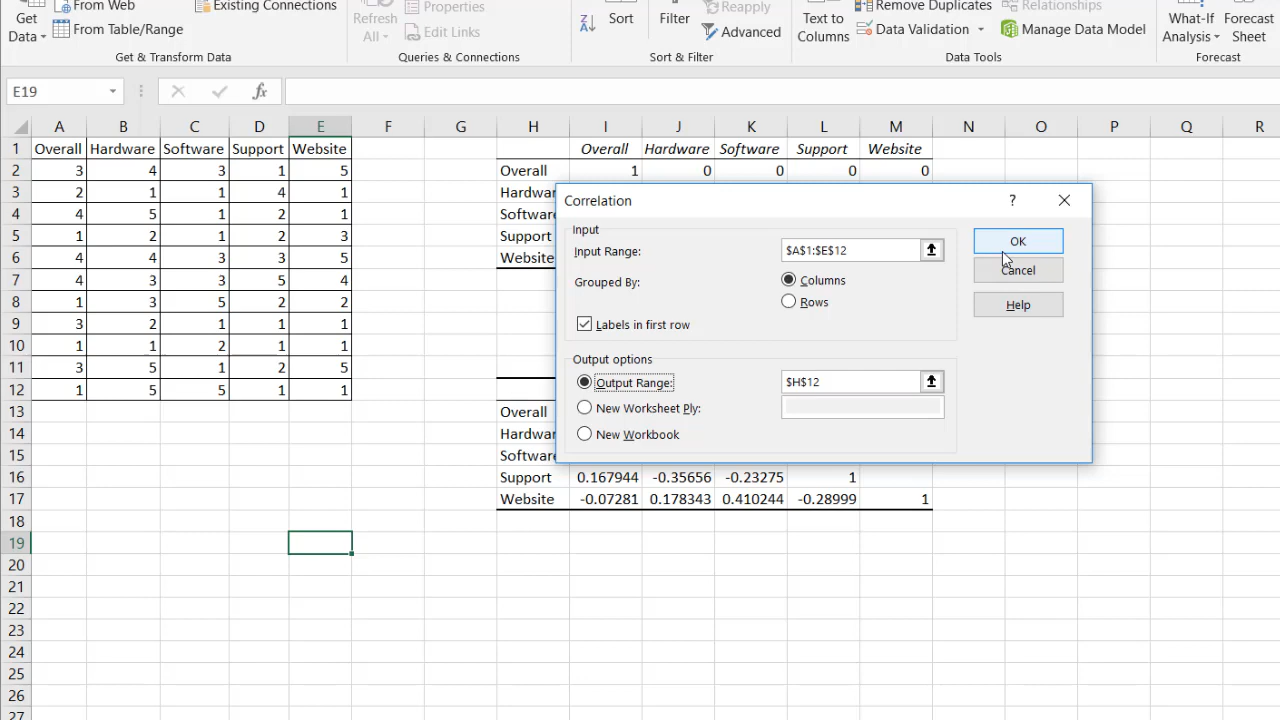 Get Data
From Web
From Table/Range
Existing Connections
Get & Transform Data
Refresh All
Properties
Edit Links
Queries & Connections
Sort
Filter
Reapply
Advanced
Sort & Filter
Text to Columns
Remove Duplicates
Data Validation
Relationships
Manage Data Model
Data Tools
What-If Analysis
Forecast Sheet
Forecast
E19
fx
A B C D E F G H I J K L M N O P Q R
1 Overall Hardware Software Support Website Overall Hardware Software Support Website
2 3 4 3 1 5 Overall 1 0 0 0 0
3 2 1 1 4 1 Hardwar
4 4 5 1 2 1 Software
5 1 2 1 2 3 Support
6 4 4 3 3 5 Website
7 4 3 3 5 4
8 1 3 5 2 2
9 3 2 1 1 1
10 1 1 2 1 1
11 3 5 1 2 5
12 1 5 5 1 1
13 Overall
14 Hardwar
15 Software
16 Support 0.167944 -0.35656 -0.23275 1
17 Website -0.07281 0.178343 0.410244 -0.28999 1
18
19
20
21
22
23
24
25
26
27
Correlation ?
Input
Input Range: $A$1:$E$12
Grouped By: Columns
Rows
Labels in first row
Output options
Output Range: $H$12
New Worksheet Ply:
New Workbook
OK
Cancel
Help